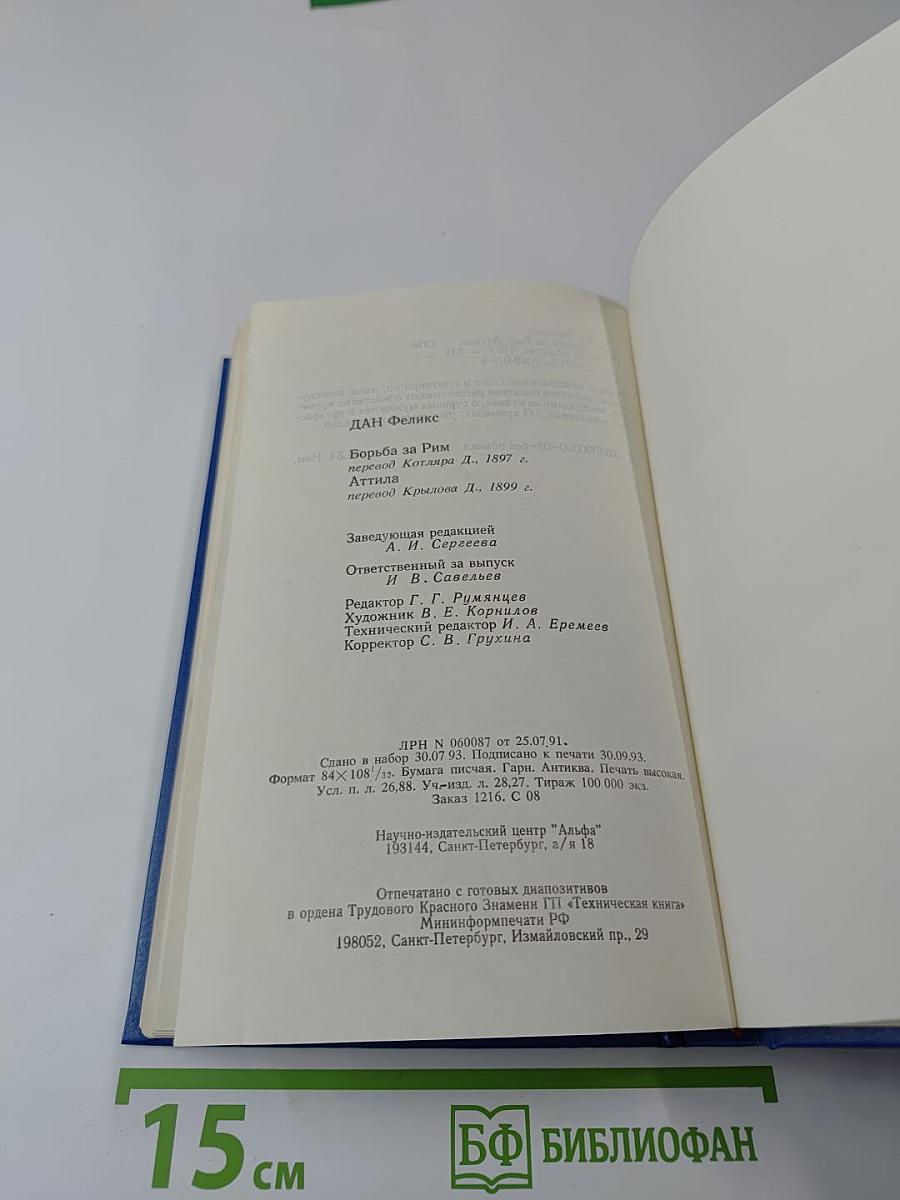 ДАН Феликс
Борьба за Рим
перевод Котляра Д., 1897 г.
Аттила
перевод Крылова Д., 1899 г.
Заведующая редакцией
А. И. Сергеева
Ответственный за выпуск
И В. Савельев
Редактор Г. Г. Румянцев
Художник В. Е. Корнилов
Технический редактор И. А. Еремеев
Корректор С. В. Грухина
ЛРН N 060087 от 25.07.91.
Сдано в набор 30.07 93. Подписано к печати 30.09.93.
Формат 84×108¹/₃₂. Бумага писчая. Гарн. Антиква. Печать высокая.
Усл. п. л. 26,88. Уч.-изд. л. 28,27. Тираж 100 000 экз.
Заказ 1216. С 08
Научно-издательский центр "Альфа"
193144, Санкт-Петербург, а/я 18
Отпечатано с готовых диапозитивов
в ордена Трудового Красного Знамени ГП «Техническая книга»
Мининформпечати РФ
198052, Санкт-Петербург, Измайловский пр., 29
15 см
БФ БИБЛИОФАН